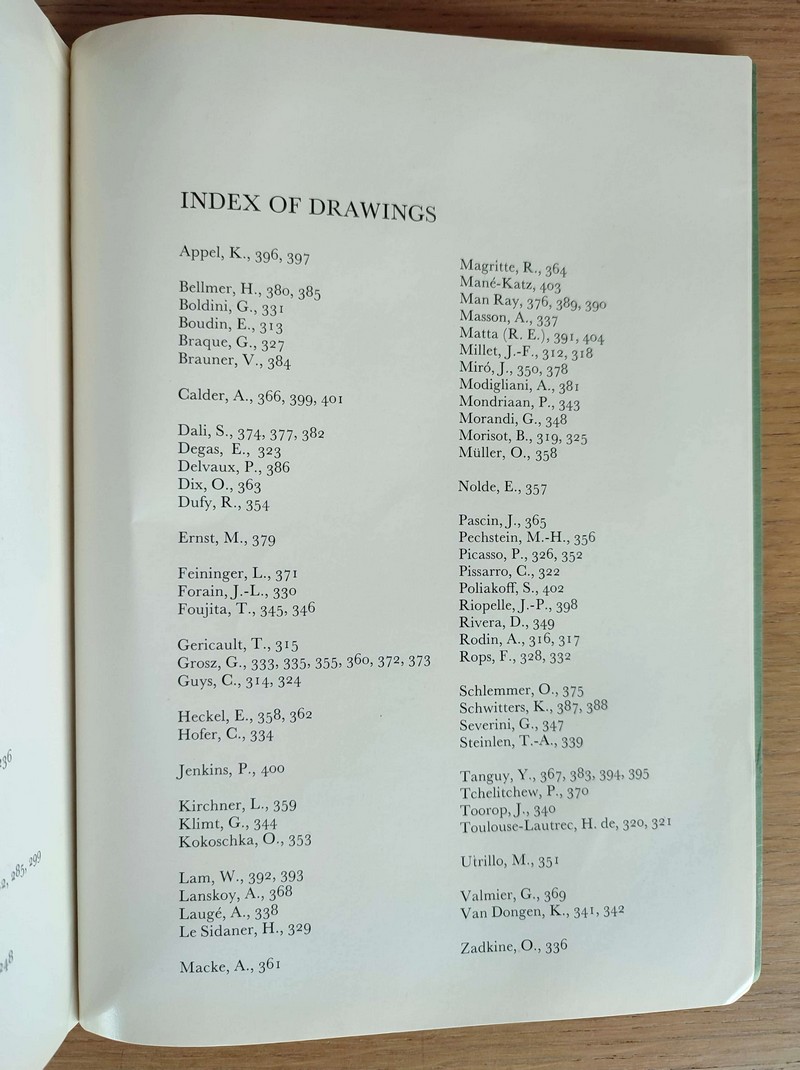 INDEX OF DRAWINGS
Appel, K., 396, 397
Bellmer, H., 380, 385
Boldini, G., 331
Boudin, E., 313
Braque, G., 327
Brauner, V., 384
Calder, A., 366, 399, 401
Dali, S., 374, 377, 382
Degas, E., 323
Delvaux, P., 386
Dix, O., 363
Dufy, R., 354
Ernst, M., 379
Feininger, L., 371
Forain, J.-L., 330
Foujita, T., 345, 346
Gericault, T., 315
Grosz, G., 333, 335, 355, 360, 372, 373
Guys, C., 314, 324
Heckel, E., 358, 362
Hofer, C., 334
Jenkins, P., 400
Kirchner, L., 359
Klimt, G., 344
Kokoschka, O., 353
Lam, W., 392, 393
Lanskoy, A., 368
Laugé, A., 338
Le Sidaner, H., 329
Macke, A., 361
Magritte, R., 364
Mané-Katz, 403
Man Ray, 376, 389, 390
Masson, A., 337
Matta (R. E.), 391, 404
Millet, J.-F., 312, 318
Miró, J., 350, 378
Modigliani, A., 381
Mondriaan, P., 343
Morandi, G., 348
Morisot, B., 319, 325
Müller, O., 358
Nolde, E., 357
Pascin, J., 365
Pechstein, M.-H., 356
Picasso, P., 326, 352
Pissarro, C., 322
Poliakoff, S., 402
Riopelle, J.-P., 398
Rivera, D., 349
Rodin, A., 316, 317
Rops, F., 328, 332
Schlemmer, O., 375
Schwitters, K., 387, 388
Severini, G., 347
Steinlen, T.-A., 339
Tanguy, Y., 367, 383, 394, 395
Tchelitchew, P., 370
Toorop, J., 340
Toulouse-Lautrec, H. de, 320, 321
Utrillo, M., 351
Valmier, G., 369
Van Dongen, K., 341, 342
Zadkine, O., 336